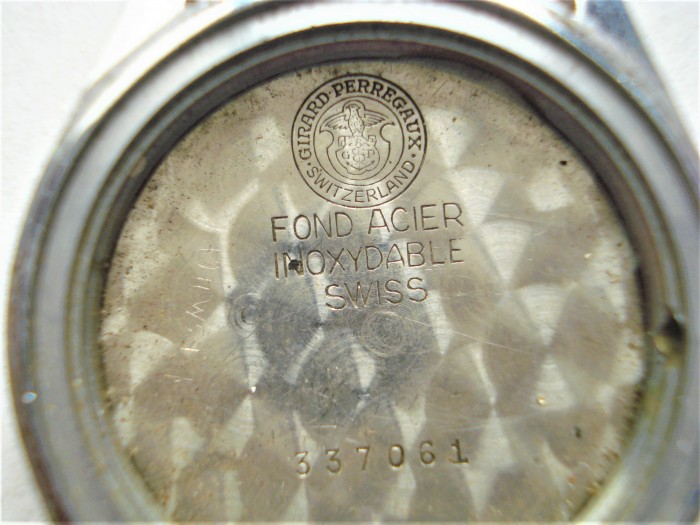 GIRARD·PERREGAUX
·SWITZERLAND·
FOND ACIER
INOXYDABLE
SWISS
337061